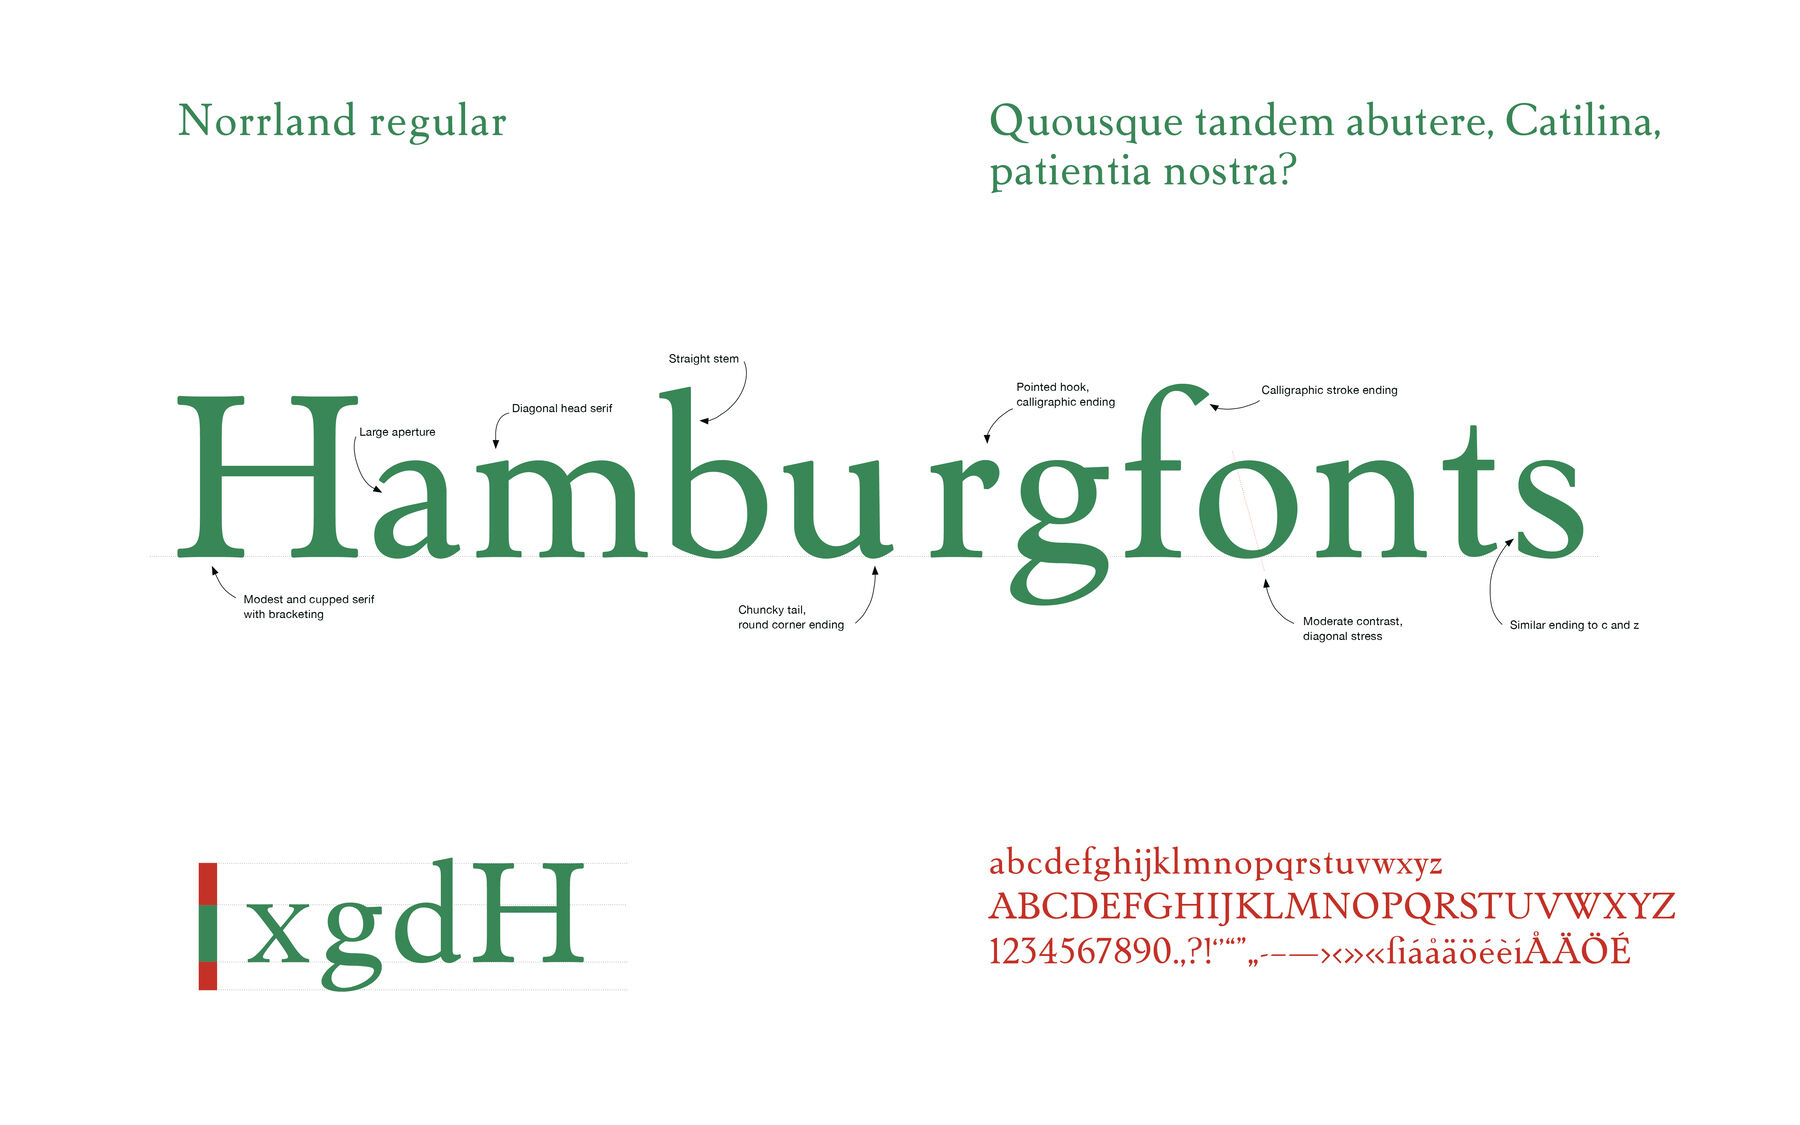 Norrland regular
Quousque tandem abutere, Catilina,
patientia nostra?
Straight stem
Pointed hook,
calligraphic ending
Calligraphic stroke ending
Diagonal head serif
Large aperture
Hamburgfonts
Modest and cupped serif
with bracketing
Chuncky tail,
round corner ending
Moderate contrast,
diagonal stress
Similar ending to c and z
xgdH
abcdefghijklmnopqrstuvwxyz
ABCDEFGHIJKLMNOPQRSTUVWXYZ
1234567890.,?!‘’“” „-–—›‹»«fiáåäöéèíÅÄÖÉ